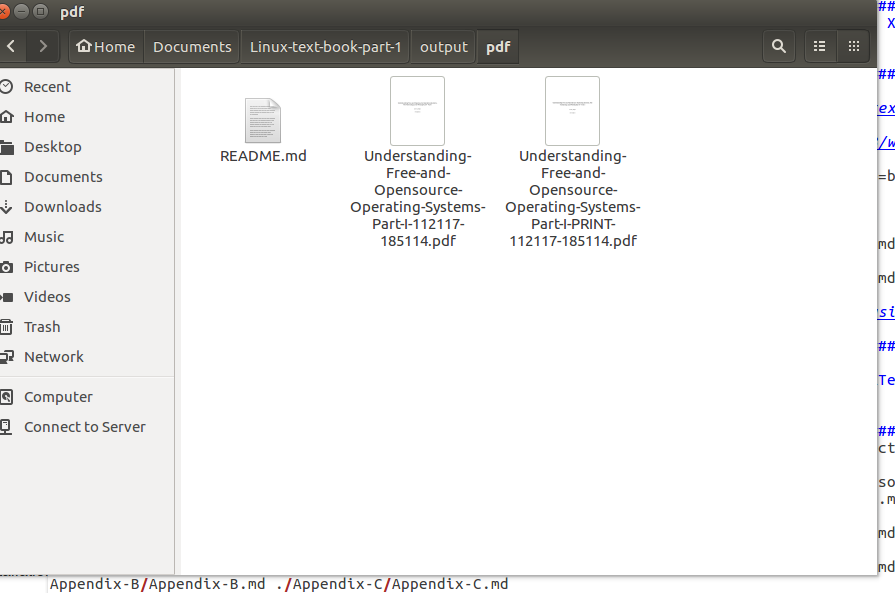 pdf
Home Documents Linux-text-book-part-1 output pdf
Recent
Home
Desktop
Documents
Downloads
Music
Pictures
Videos
Trash
Network
Computer
Connect to Server
README.md
Understanding-
Free-and-
Opensource-
Operating-Systems-
Part-I-112117-
185114.pdf
Understanding-
Free-and-
Opensource-
Operating-Systems-
Part-I-PRINT-
112117-185114.pdf
##
X
##
ex
/w
=b
md
md
si
##
Te
##
ct
so
.m
md
md
Appendix-B/Appendix-B.md ./Appendix-C/Appendix-C.md